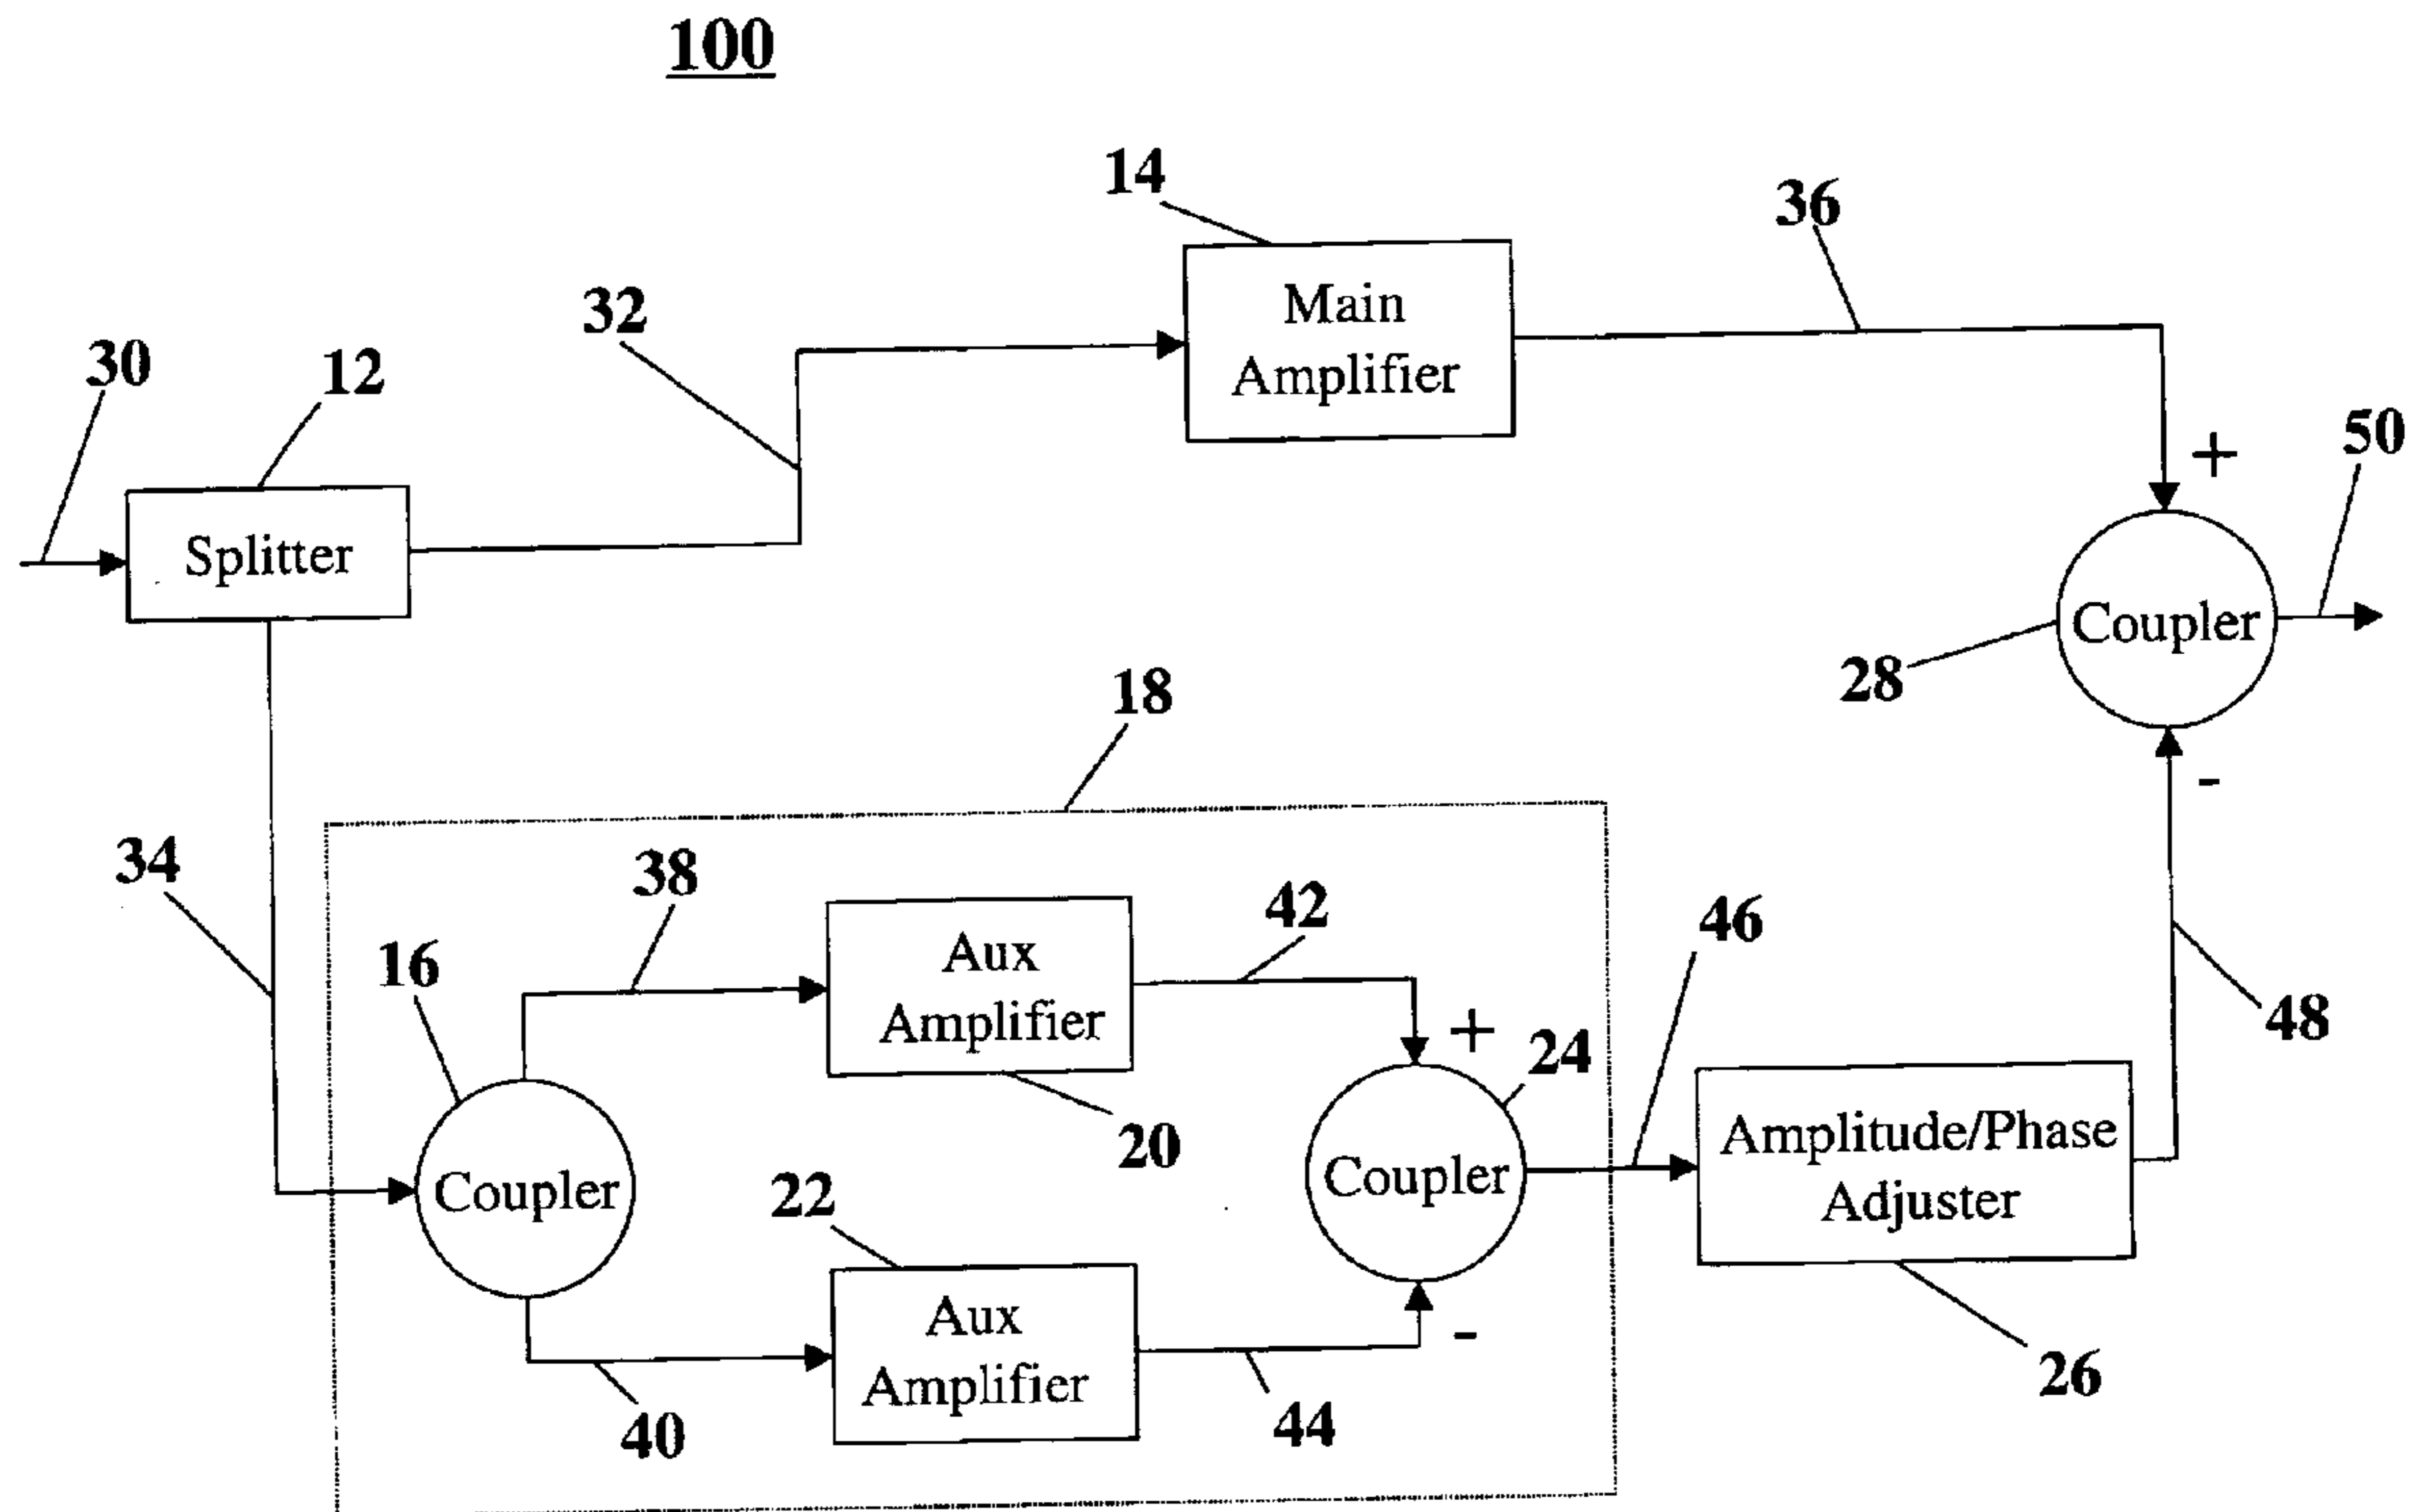 100
14
36
32
30
12
Main
Amplifier
50
+
Splitter
Coupler
28
18
-
34
38
42
46
16
Aux
Amplifier
+
24
48
20
Coupler
Coupler
Amplitude/Phase
Adjuster
22
Aux
Amplifier
-
40
44
26